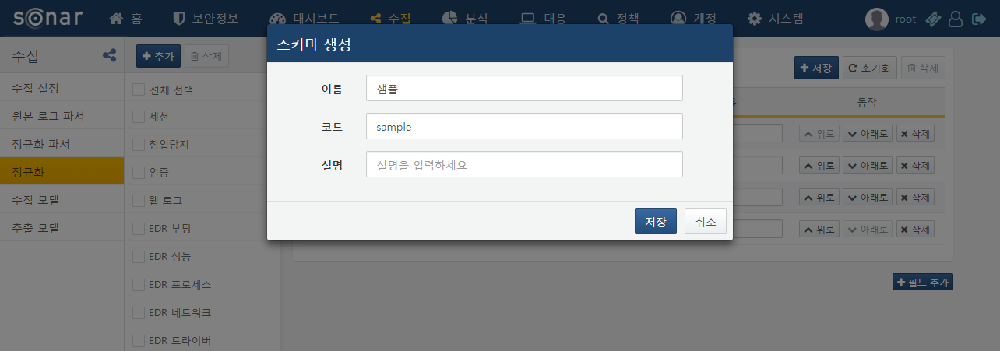 sonar 홈 보안정보 대시보드 수집 분석 대응 정책 계정 시스템 root
스키마 생성
수집 추가 삭제 저장 초기화 삭제
이름 샘플
동작
수집 설정 전체 선택
원본 로그 파서 세션
코드 sample
위로 아래로 삭제
정규화 파서 침입탐지
정규화 인증
설명 설명을 입력하세요
위로 아래로 삭제
수집 모델 웹 로그
위로 아래로 삭제
추출 모델 EDR 부팅
저장 취소
위로 아래로 삭제
EDR 성능
EDR 프로세스
필드 추가
EDR 네트워크
EDR 드라이버